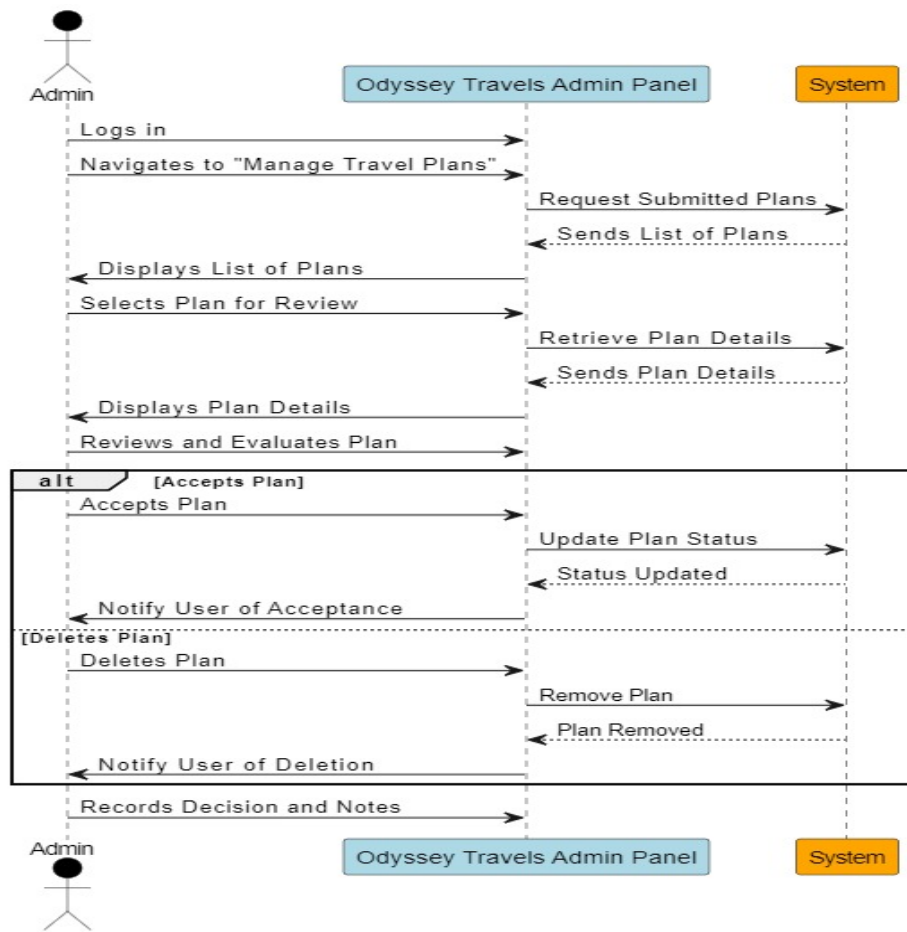 Admin
Odyssey Travels Admin Panel
System
Logs in
Navigates to "Manage Travel Plans"
Request Submitted Plans
Sends List of Plans
Displays List of Plans
Selects Plan for Review
Retrieve Plan Details
Sends Plan Details
Displays Plan Details
Reviews and Evaluates Plan
alt [Accepts Plan]
Accepts Plan
Update Plan Status
Status Updated
Notify User of Acceptance
[Deletes Plan]
Deletes Plan
Remove Plan
Plan Removed
Notify User of Deletion
Records Decision and Notes
Admin
Odyssey Travels Admin Panel
System